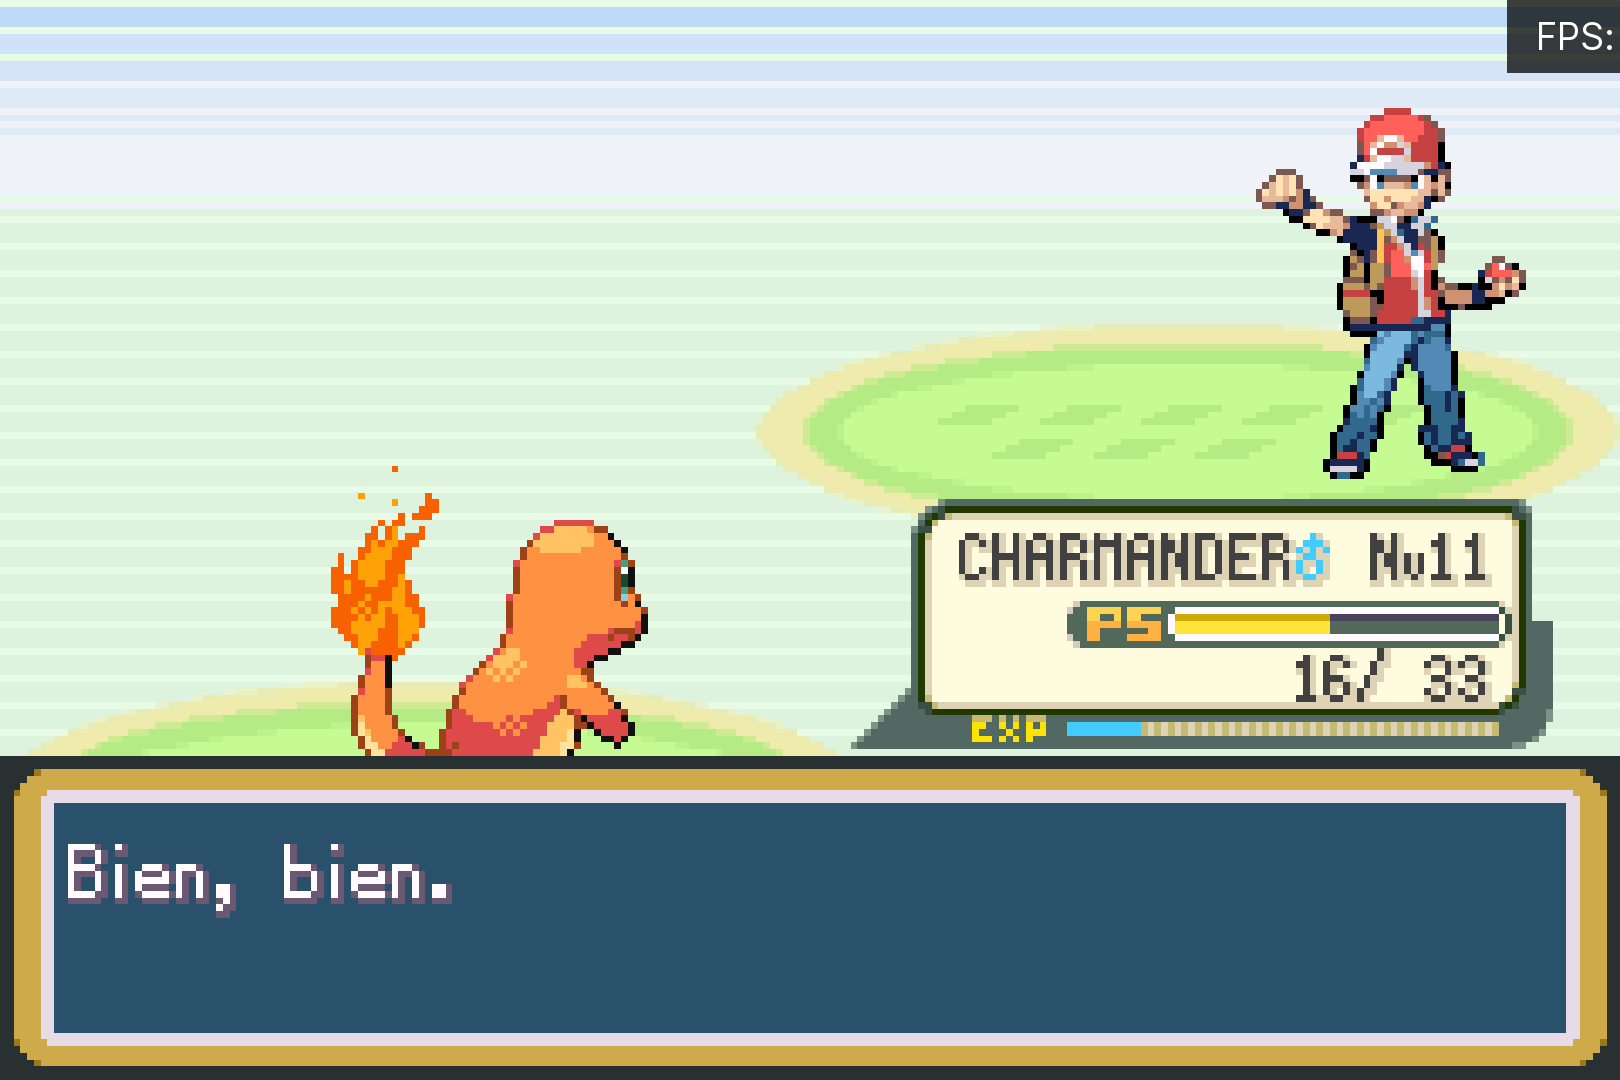 FPS:
CHARMANDER♂ Nv11
PS
16/ 33
EXP
Bien, bien.